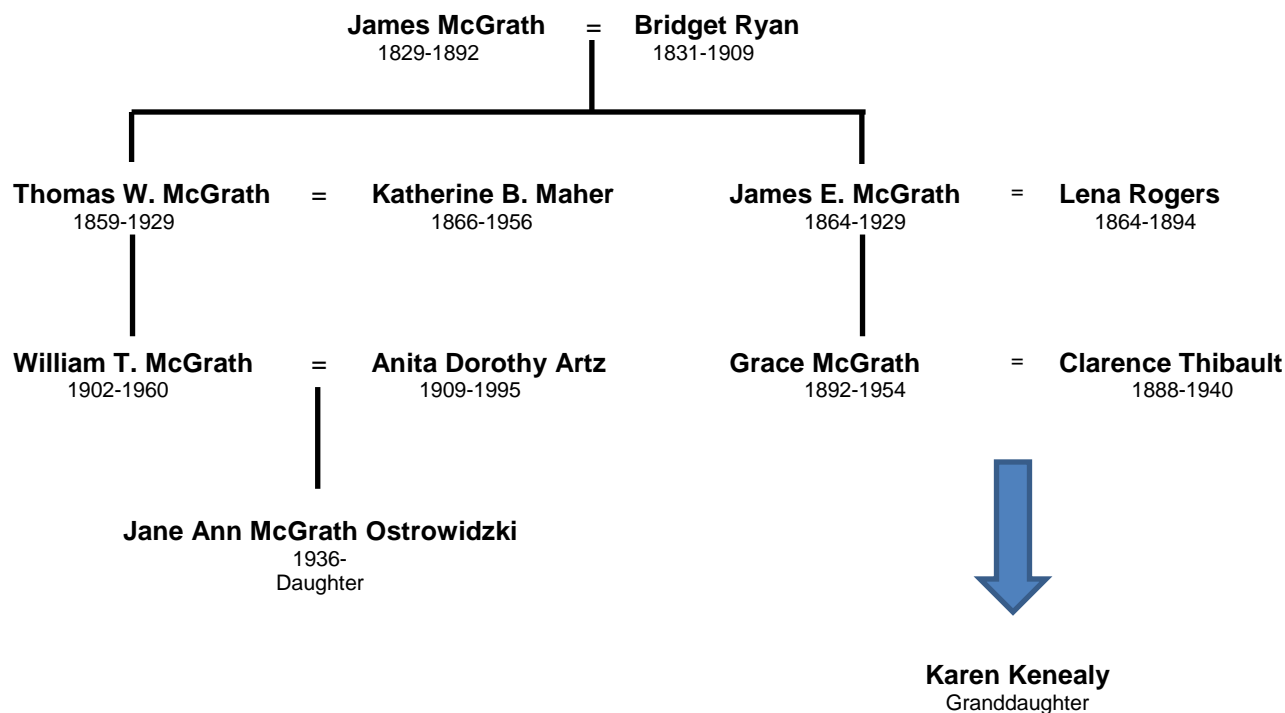 James McGrath = Bridget Ryan
1829-1892 1831-1909
Thomas W. McGrath = Katherine B. Maher James E. McGrath = Lena Rogers
1859-1929 1866-1956 1864-1929 1864-1894
William T. McGrath = Anita Dorothy Artz Grace McGrath = Clarence Thibault
1902-1960 1909-1995 1892-1954 1888-1940
Jane Ann McGrath Ostrowidzki
1936-
Daughter
Karen Kenealy
Granddaughter